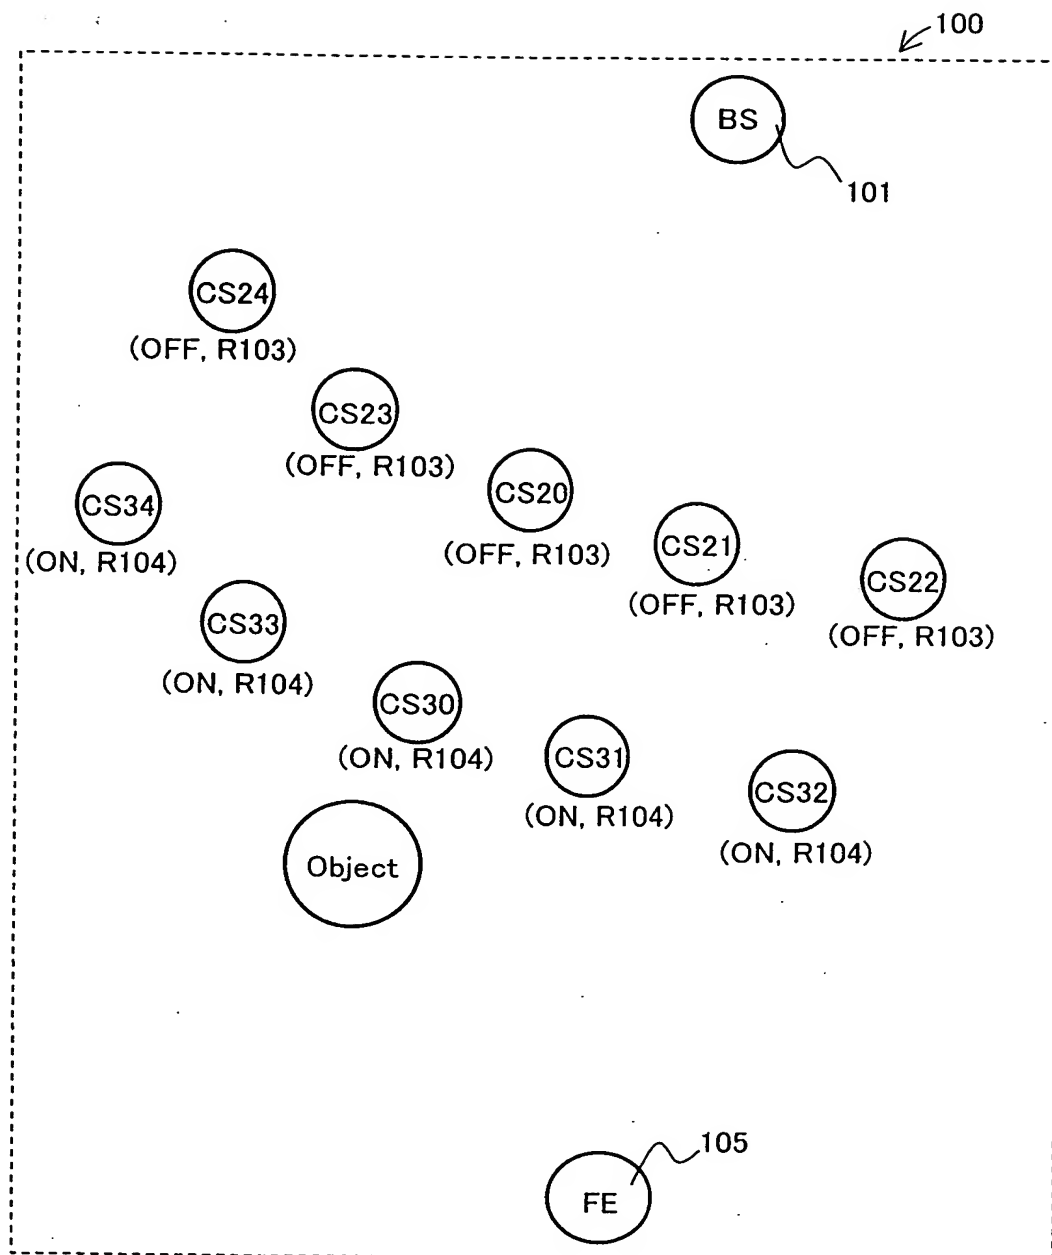 100
BS
101
CS24
(OFF, R103)
CS23
(OFF, R103)
CS20
(OFF, R103)
CS21
(OFF, R103)
CS22
(OFF, R103)
CS34
(ON, R104)
CS33
(ON, R104)
CS30
(ON, R104)
CS31
(ON, R104)
CS32
(ON, R104)
Object
105
FE